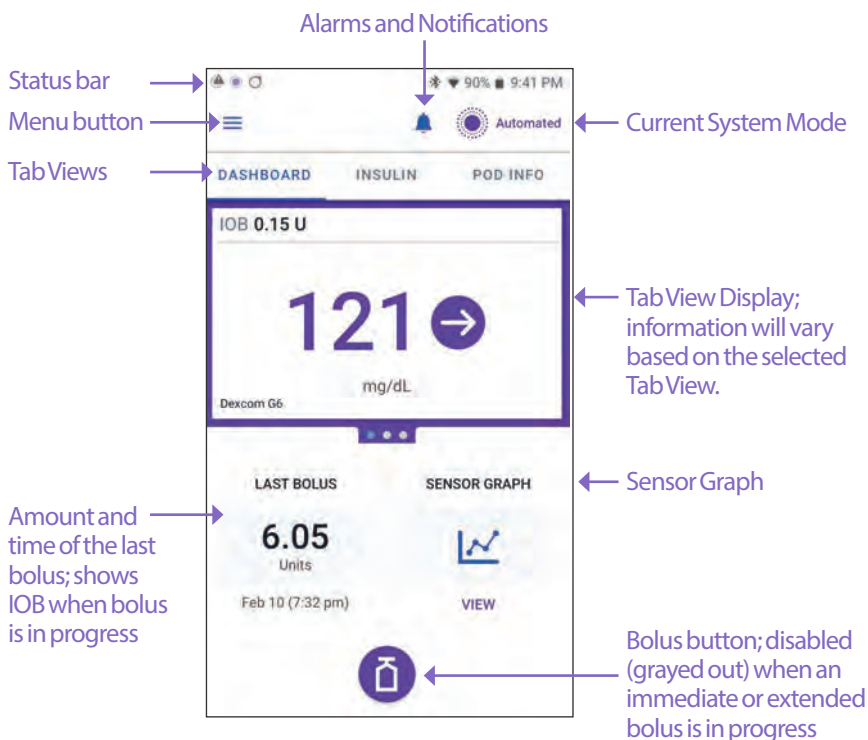 Alarms and Notifications
Status bar
90% 9:41 PM
Menu button
Automated
Current System Mode
Tab Views
DASHBOARD INSULIN POD INFO
IOB 0.15 U
121
mg/dL
Dexcom G6
Tab View Display;
information will vary
based on the selected
Tab View.
LAST BOLUS
SENSOR GRAPH
Sensor Graph
Amount and
time of the last
bolus; shows
IOB when bolus
is in progress
6.05
Units
Feb 10 (7:32 pm)
VIEW
Bolus button; disabled
(grayed out) when an
immediate or extended
bolus is in progress